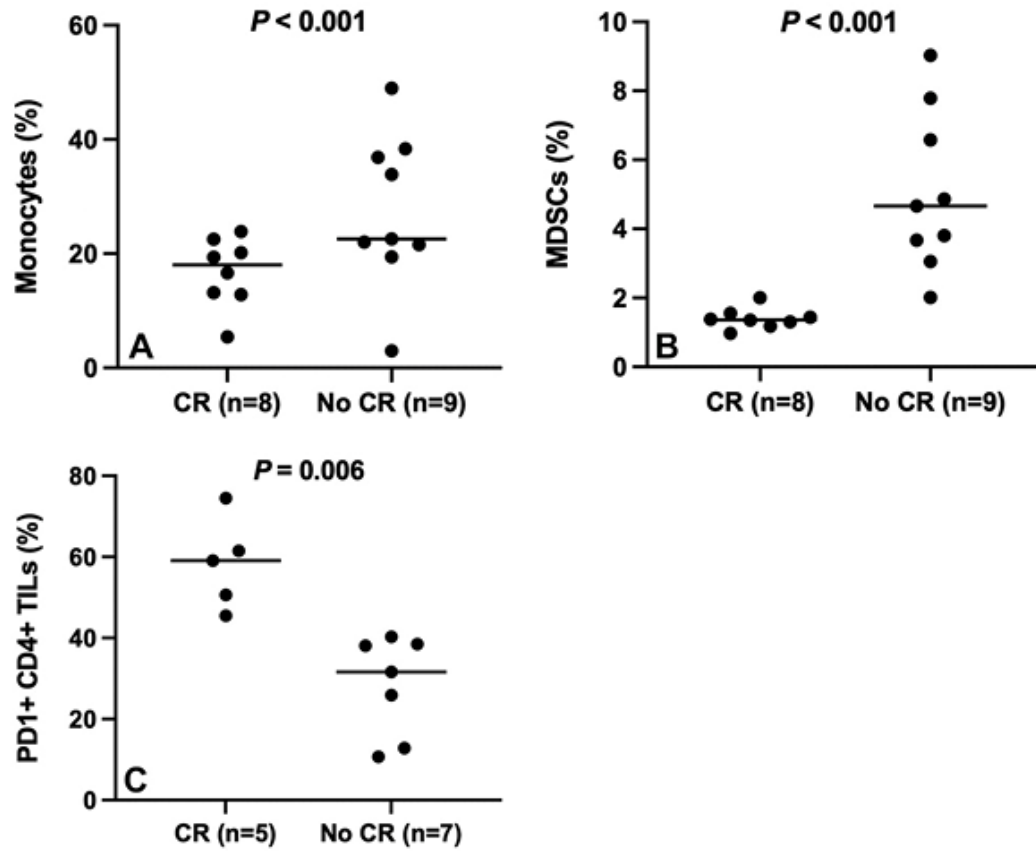 P < 0.001
Monocytes (%)
60
40
20
0
A
CR (n=8) No CR (n=9)
P < 0.001
MDSCs (%)
10
8
6
4
2
0
B
CR (n=8) No CR (n=9)
P = 0.006
PD1+ CD4+ TILs (%)
80
60
40
20
0
C
CR (n=5) No CR (n=7)